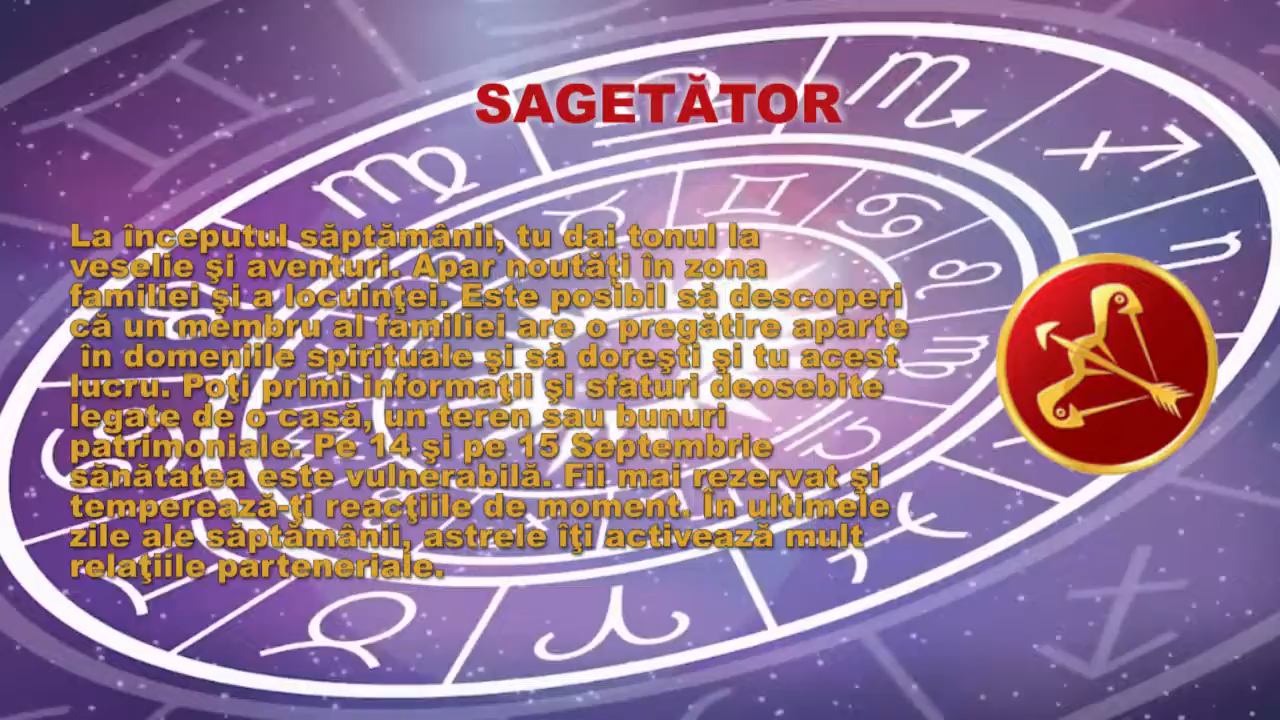 SAGETĂTOR
La începutul săptămânii, tu dai tonul la
veselie şi aventuri. Apar noutăţi în zona
familiei şi a locuinţei. Este posibil să descoperi
că un membru al familiei are o pregătire aparte
în domeniile spirituale şi să doreşti şi tu acest
lucru. Poţi primi informaţii şi sfaturi deosebite
legate de o casă, un teren sau bunuri
patrimoniale. Pe 14 şi pe 15 Septembrie
sănătatea este vulnerabilă. Fii mai rezervat şi
temperează-ţi reacţiile de moment. În ultimele
zile ale săptămânii, astrele îţi activează mult
relaţiile parteneriale.